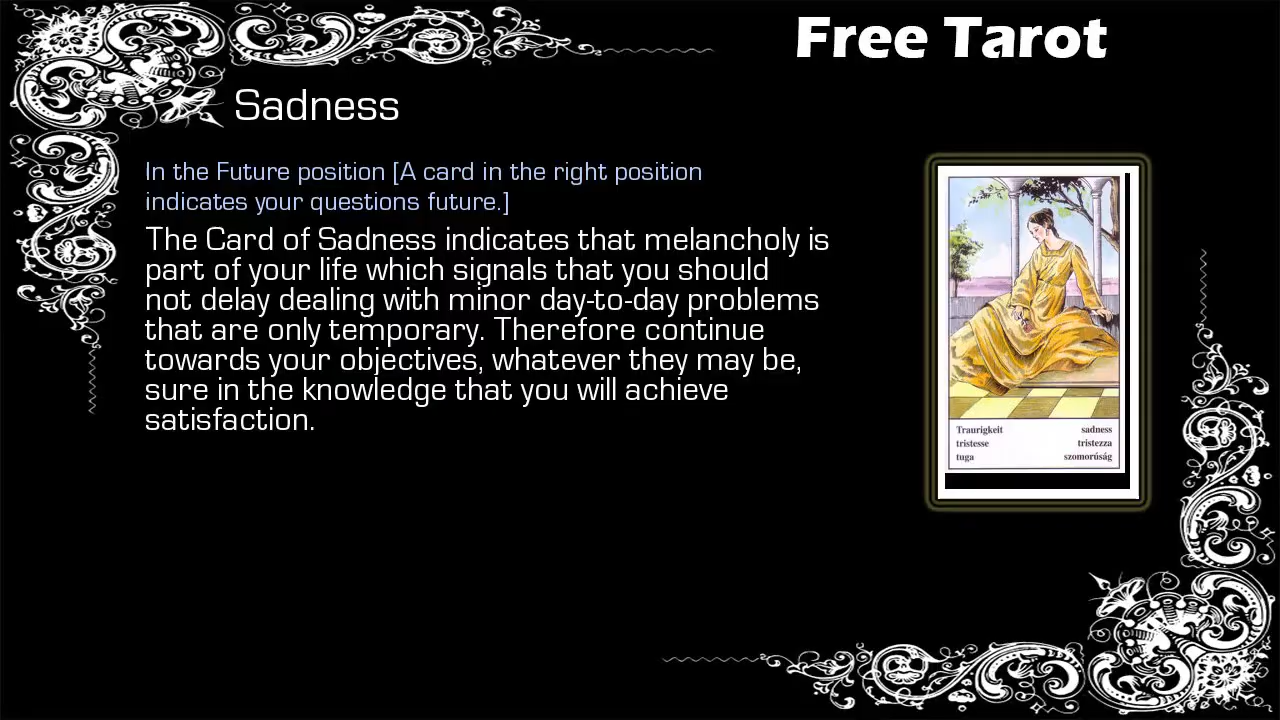 Free Tarot
Sadness
In the Future position [A card in the right position
indicates your questions future.]
The Card of Sadness indicates that melancholy is
part of your life which signals that you should
not delay dealing with minor day-to-day problems
that are only temporary. Therefore continue
towards your objectives, whatever they may be,
sure in the knowledge that you will achieve
satisfaction.
Traurigkeit sadness
tristesse tristezza
tuga szomorúság